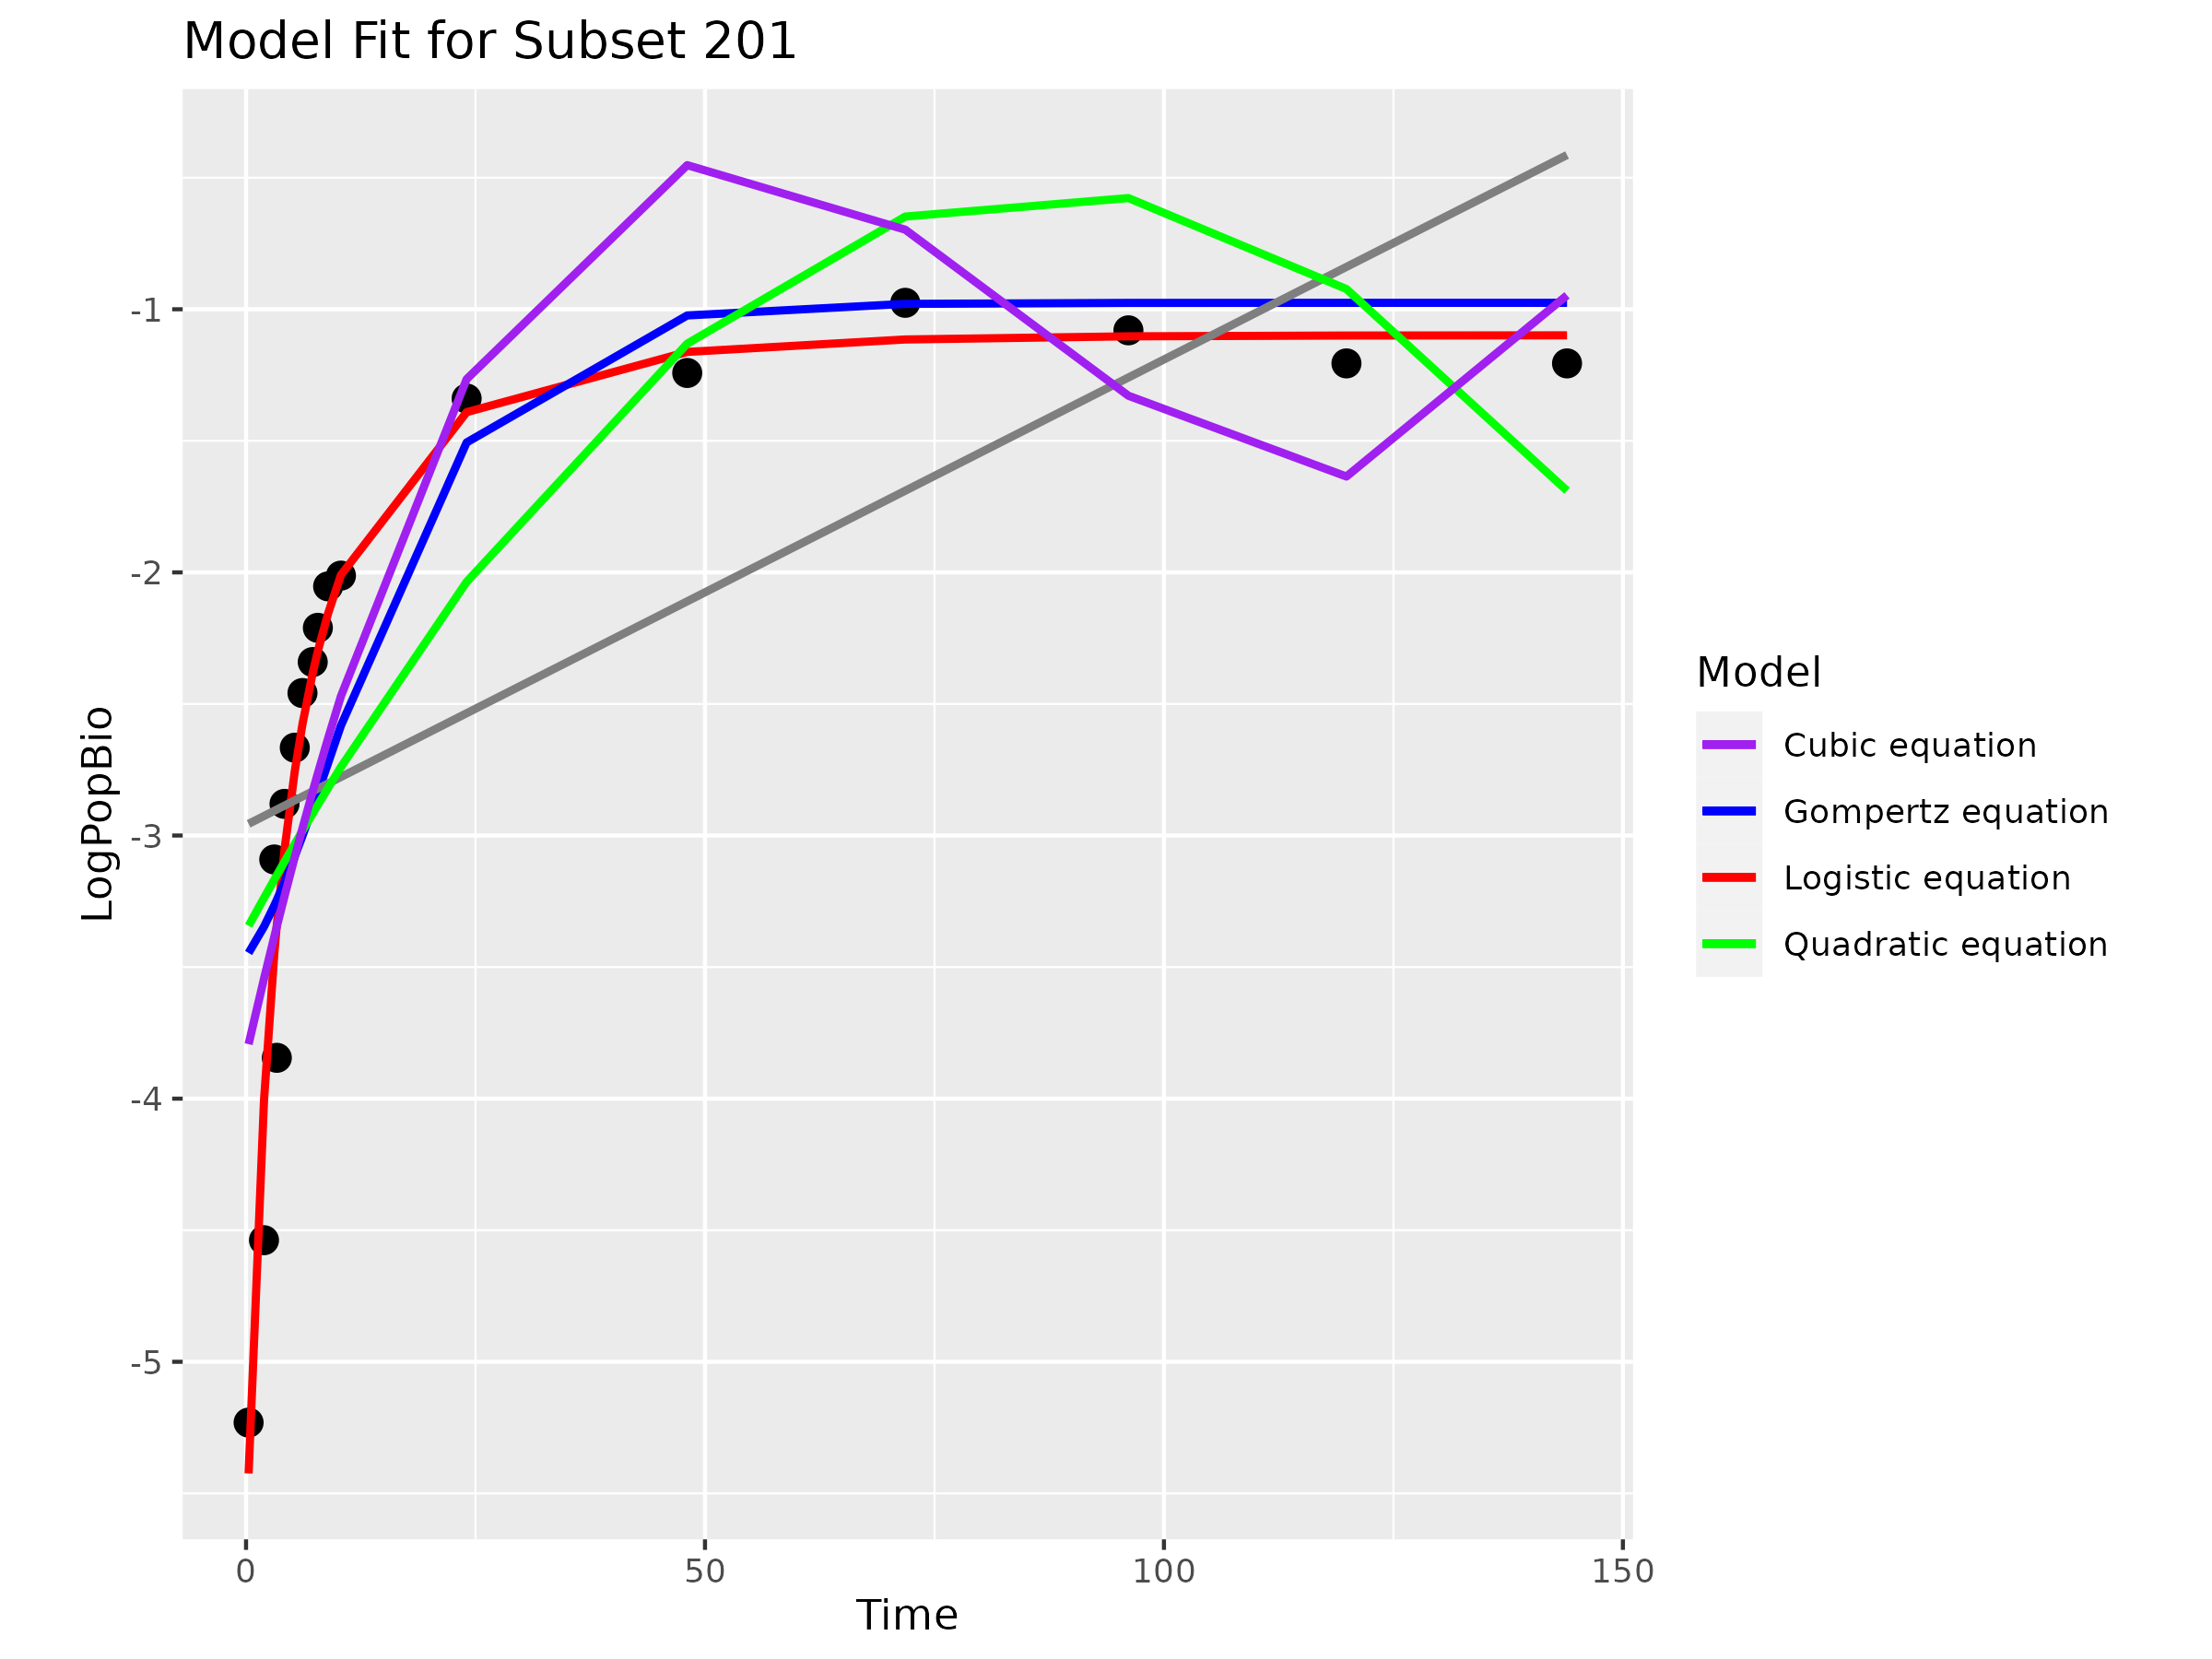 Model Fit for Subset 201
LogPopBio
-1
-2
-3
-4
-5
0
50
100
150
Time
Model
Cubic equation
Gompertz equation
Logistic equation
Quadratic equation